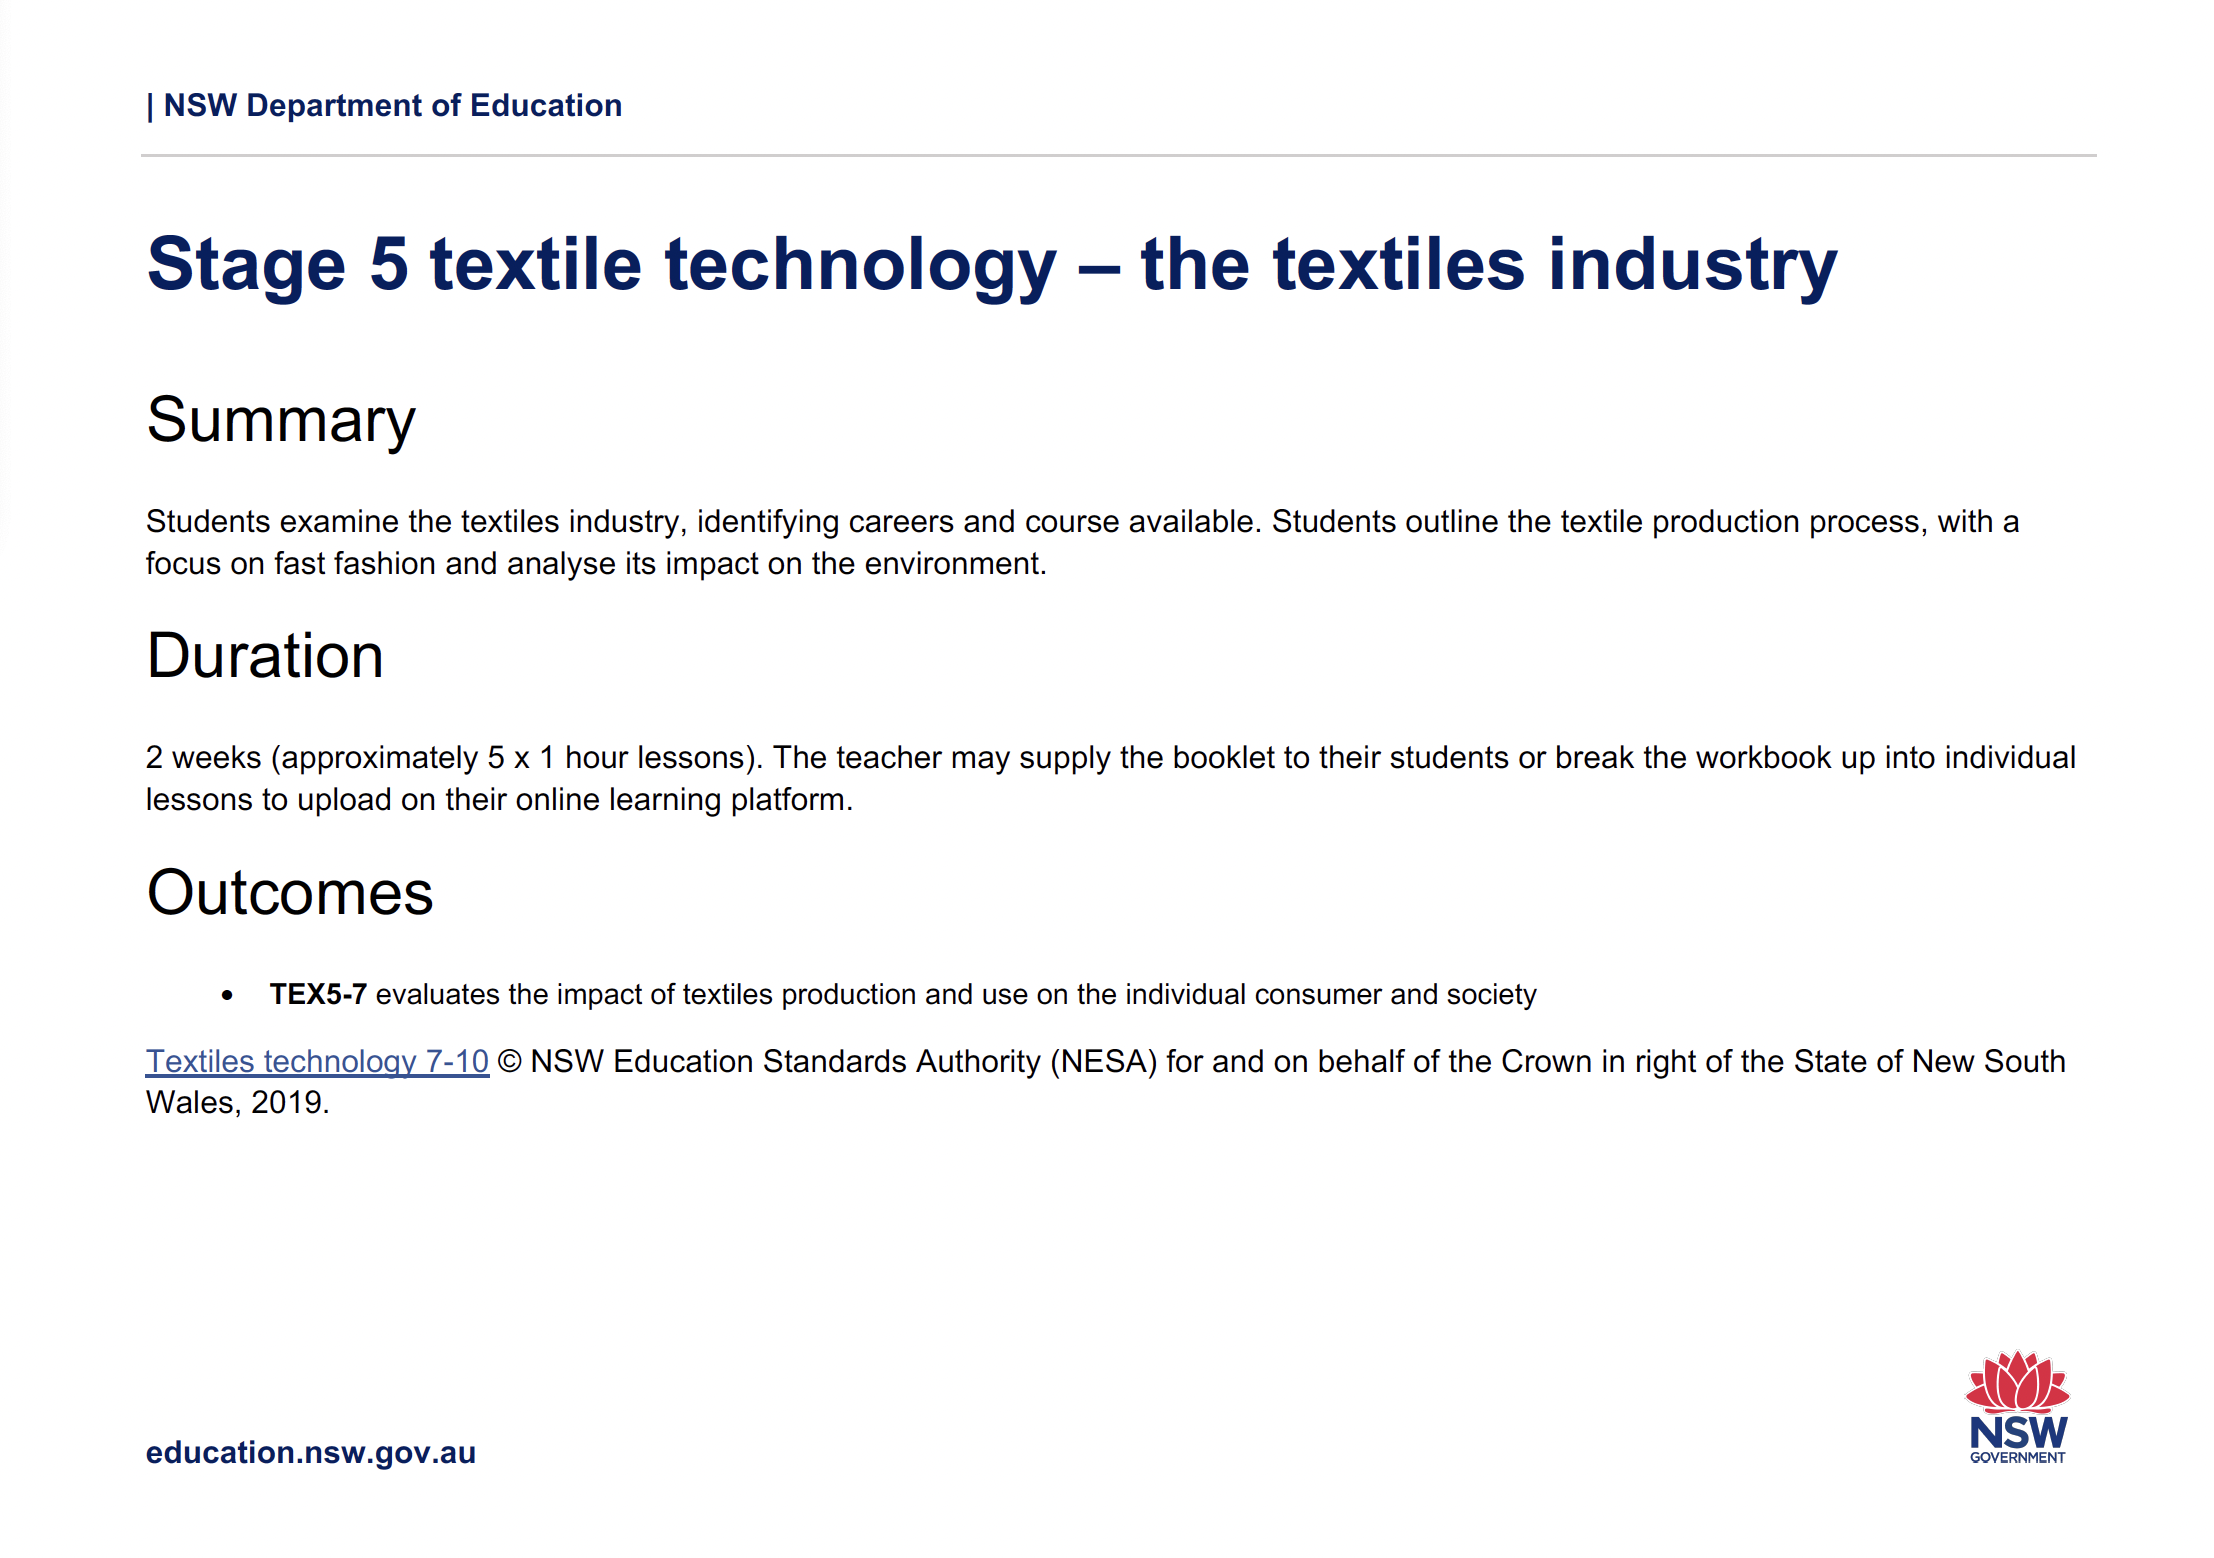 | NSW Department of Education
Stage 5 textile technology – the textiles industry
Summary
Students examine the textiles industry, identifying careers and course available. Students outline the textile production process, with a
focus on fast fashion and analyse its impact on the environment.
Duration
2 weeks (approximately 5 x 1 hour lessons). The teacher may supply the booklet to their students or break the workbook up into individual
lessons to upload on their online learning platform.
Outcomes
• TEX5-7 evaluates the impact of textiles production and use on the individual consumer and society
Textiles technology 7-10 © NSW Education Standards Authority (NESA) for and on behalf of the Crown in right of the State of New South
Wales, 2019.
education.nsw.gov.au
NSW
GOVERNMENT